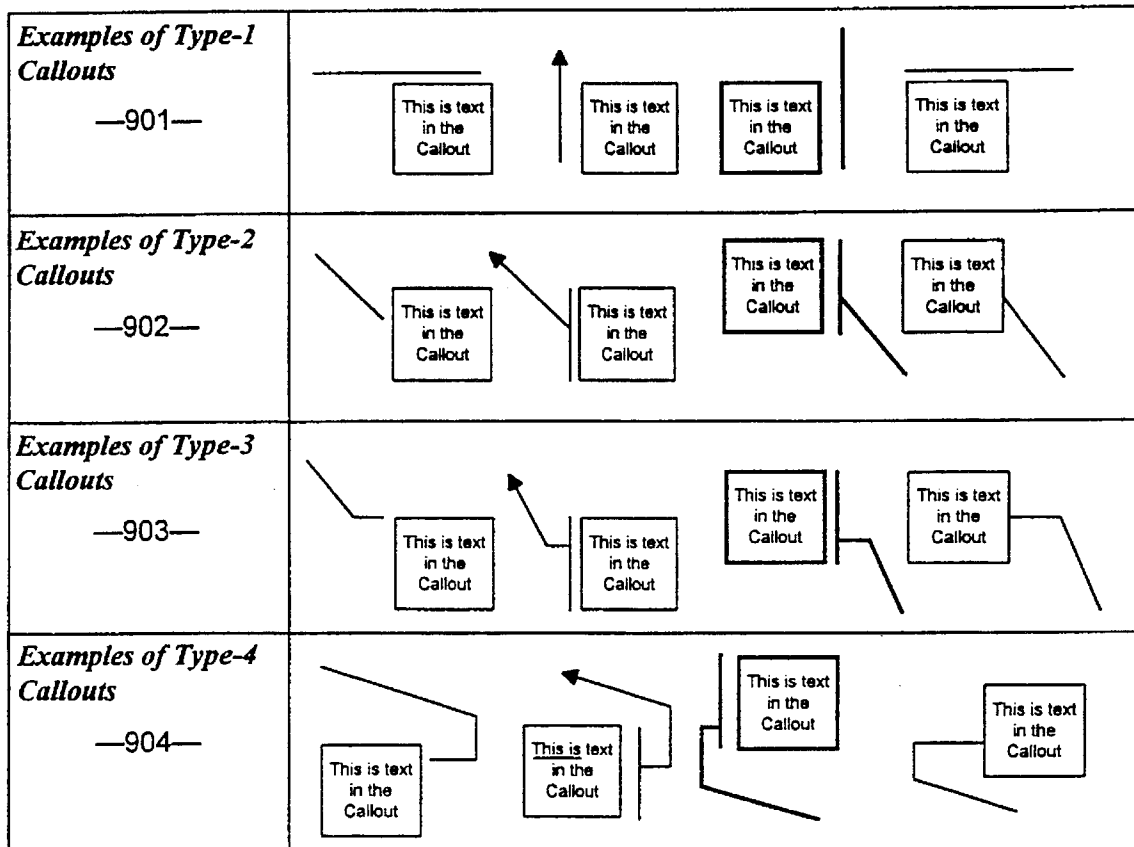 Examples of Type-1
Callouts
—901—
This is text
in the
Callout
This is text
in the
Callout
This is text
in the
Callout
This is text
in the
Callout
Examples of Type-2
Callouts
—902—
This is text
in the
Callout
This is text
in the
Callout
This is text
in the
Callout
This is text
in the
Callout
Examples of Type-3
Callouts
—903—
This is text
in the
Callout
This is text
in the
Callout
This is text
in the
Callout
This is text
in the
Callout
Examples of Type-4
Callouts
—904—
This is text
in the
Callout
This is text
in the
Callout
This is text
in the
Callout
This is text
in the
Callout